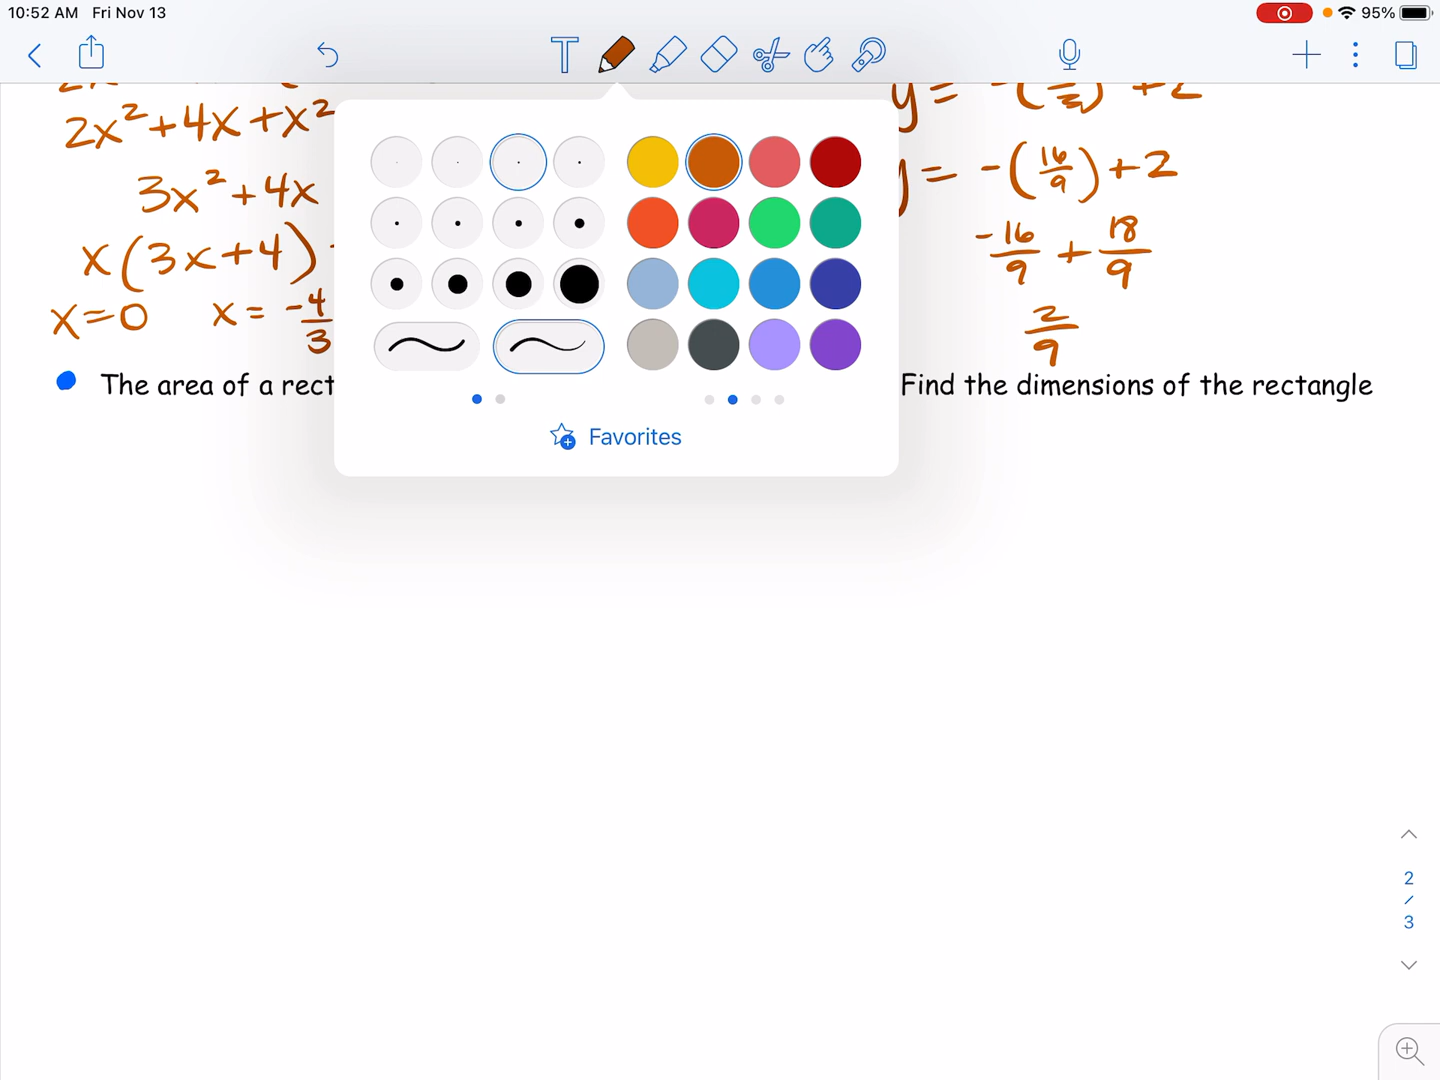 10:52 AM Fri Nov 13
95%
T
2x²+4x+x²
y = -(16/9)+2
3x²+4x
-16/9 + 18/9
x(3x+4)
x=0 x= -4/3
2/9
The area of a rect
Find the dimensions of the rectangle
Favorites
2
/
3